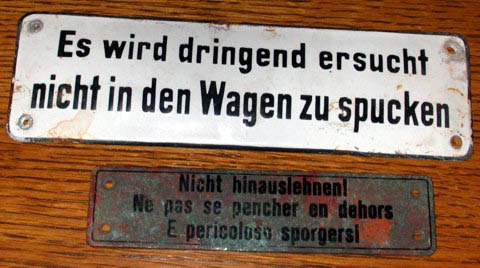 Es wird dringend ersucht
nicht in den Wagen zu spucken
Nicht hinauslehnen!
Ne pas se pencher en dehors
E pericoloso sporgersi